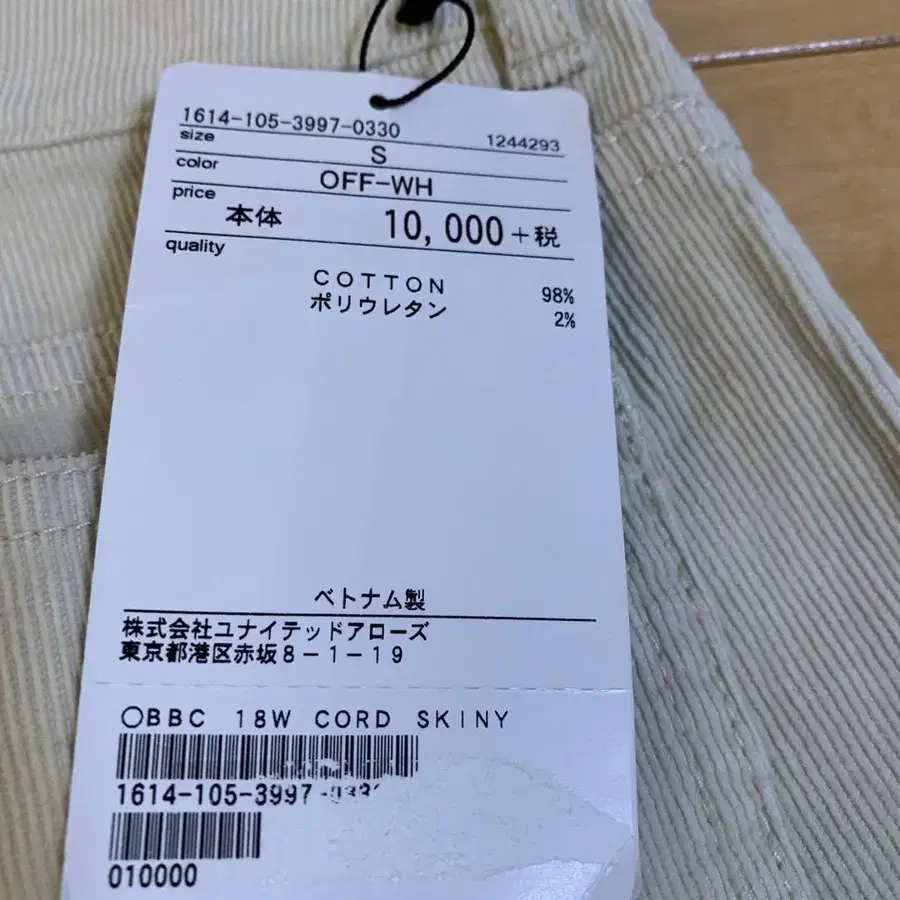 1614-105-3997-0330 1244293
size S
color OFF-WH
price 本体 10,000+税
quality
COTTON 98%
ポリウレタン 2%
ベトナム製
株式会社ユナイテッドアローズ
東京都港区赤坂8-1-19
○BBC 18W CORD SKINY
1614-105-3997
010000